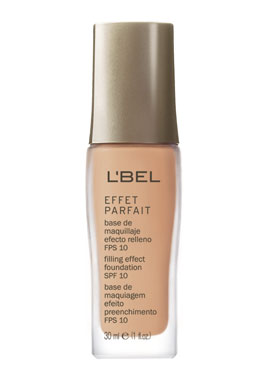 L'BEL
EFFET
PARFAIT
base de
maquillaje
efecto relleno
FPS 10
filling effect
foundation
SPF 10
base de
maquiagem
efeito
preenchimento
FPS 10
30 ml e (1 fl.oz.)